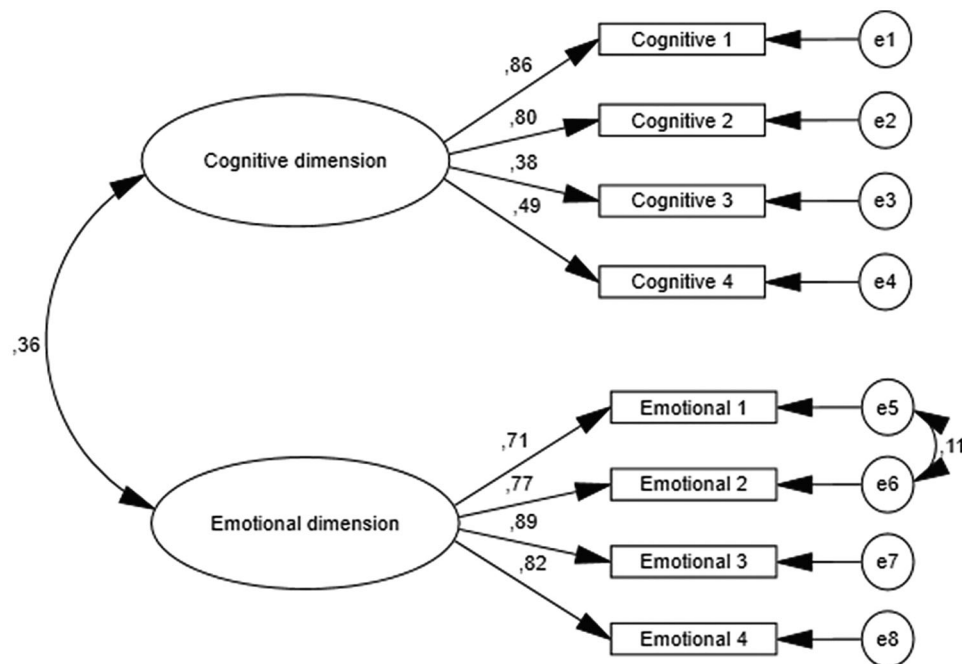 Cognitive 1
e1
,86
Cognitive 2
e2
,80
Cognitive dimension
,38
Cognitive 3
e3
,49
Cognitive 4
e4
,36
Emotional 1
e5
,71
,11
Emotional 2
e6
,77
Emotional dimension
,89
Emotional 3
e7
,82
Emotional 4
e8